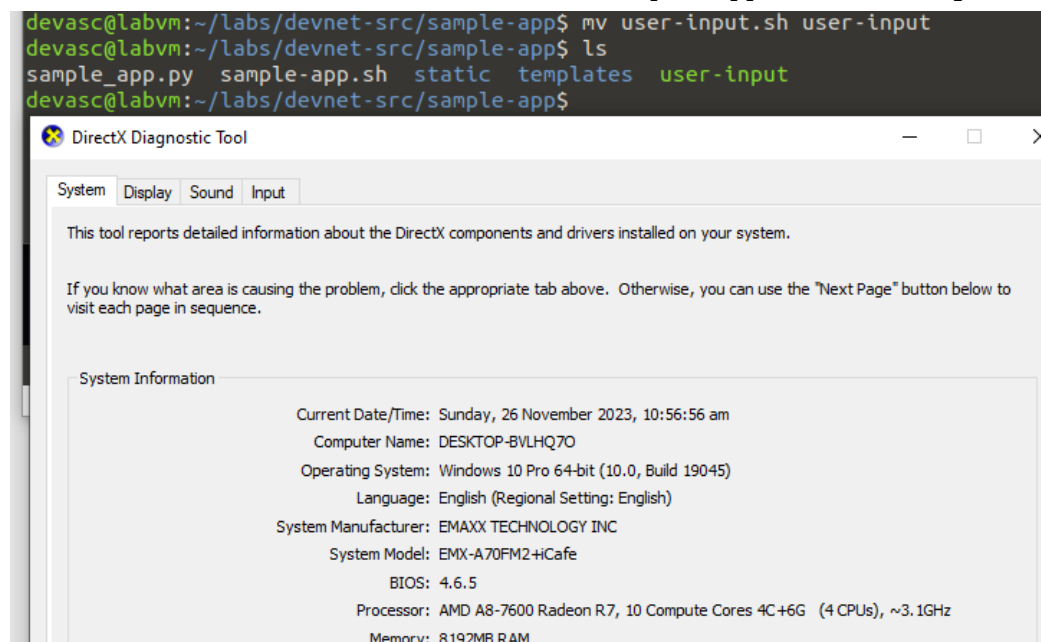 devasc@labvm:~/labs/devnet-src/sample-app$ mv user-input.sh user-input
devasc@labvm:~/labs/devnet-src/sample-app$ ls
sample_app.py sample-app.sh static templates user-input
devasc@labvm:~/labs/devnet-src/sample-app$
DirectX Diagnostic Tool
System Display Sound Input
This tool reports detailed information about the DirectX components and drivers installed on your system.
If you know what area is causing the problem, click the appropriate tab above. Otherwise, you can use the "Next Page" button below to
visit each page in sequence.
System Information
Current Date/Time: Sunday, 26 November 2023, 10:56:56 am
Computer Name: DESKTOP-BVLHQ7O
Operating System: Windows 10 Pro 64-bit (10.0, Build 19045)
Language: English (Regional Setting: English)
System Manufacturer: EMAXX TECHNOLOGY INC
System Model: EMX-A70FM2+iCafe
BIOS: 4.6.5
Processor: AMD A8-7600 Radeon R7, 10 Compute Cores 4C+6G (4 CPUs), ~3.1GHz
Memory: 8192MB RAM